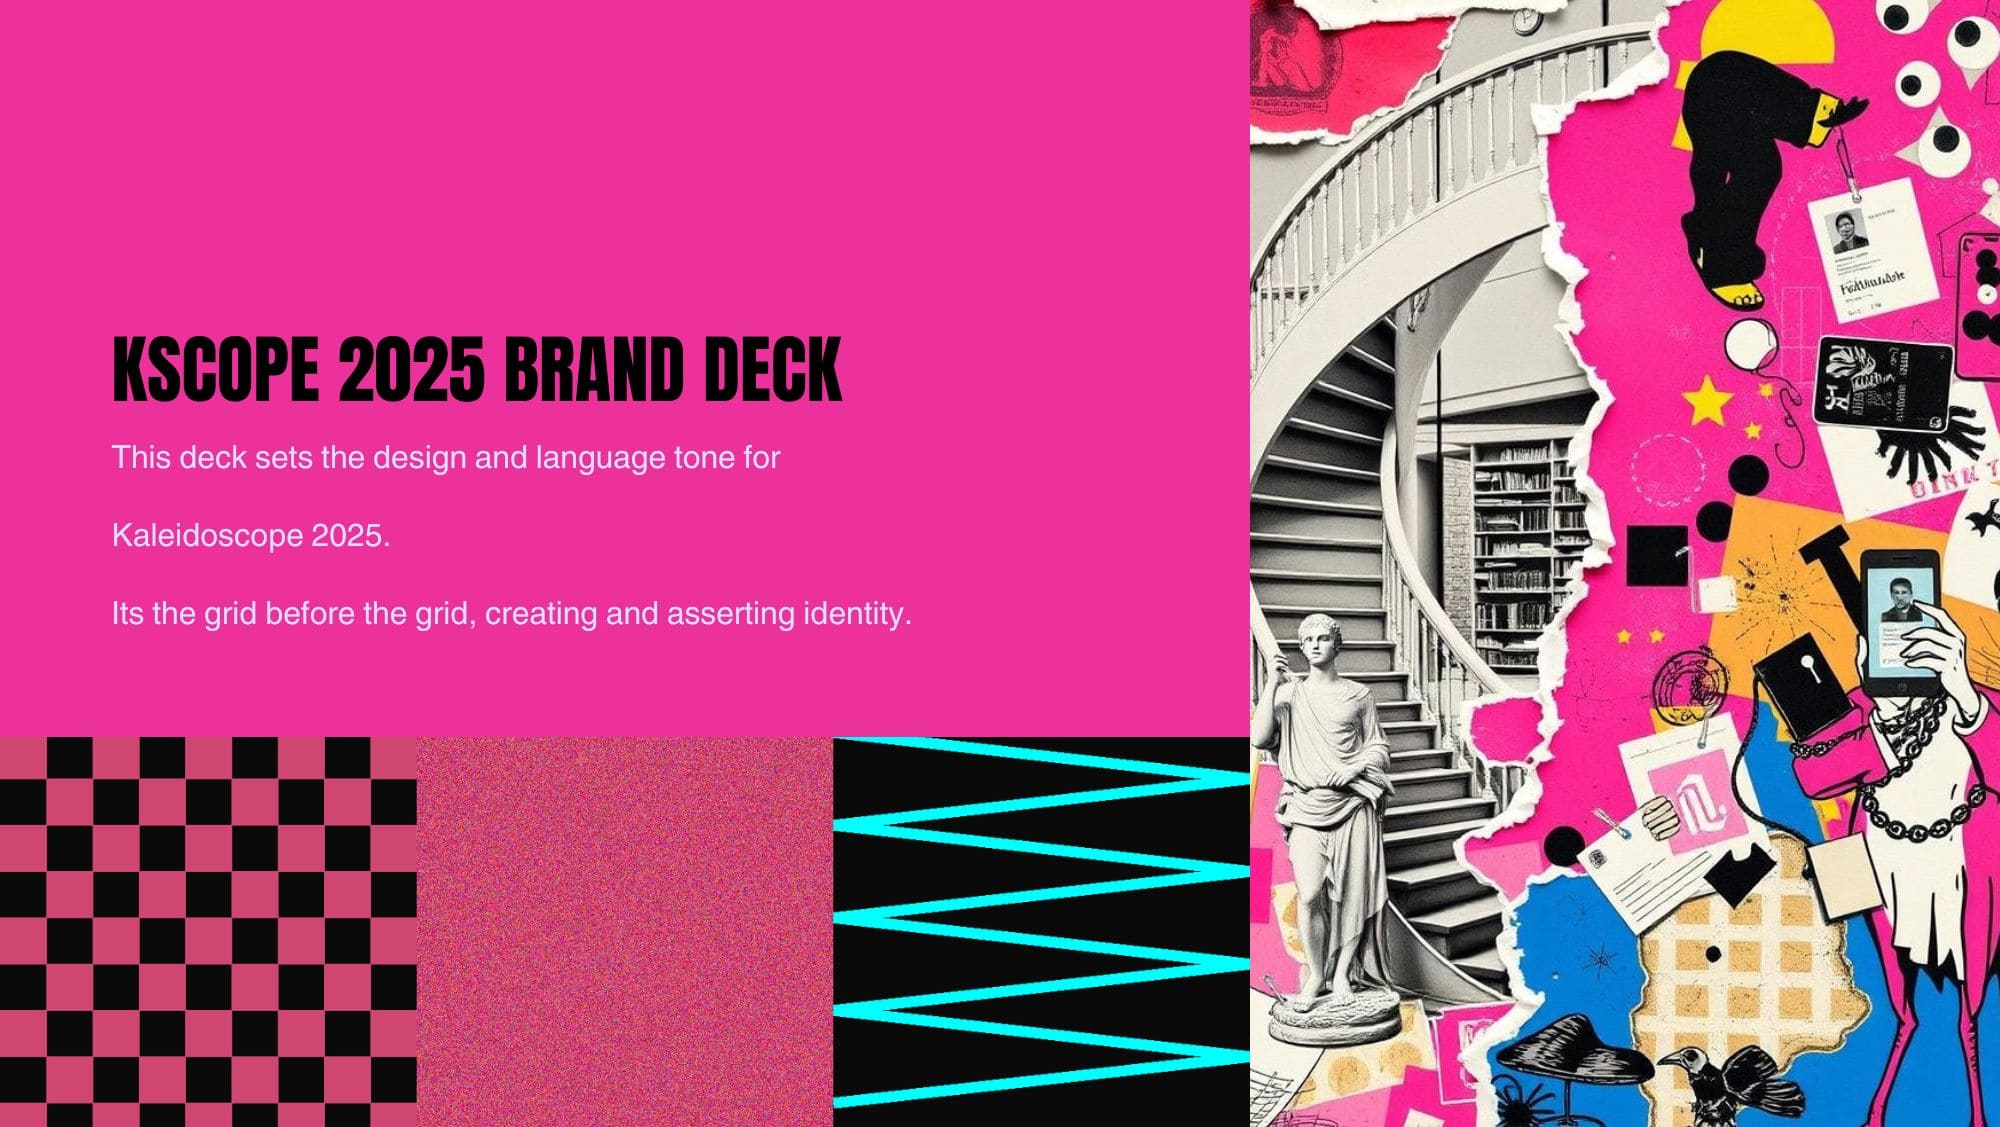 KSCOPE 2025 BRAND DECK
This deck sets the design and language tone for
Kaleidoscope 2025.
Its the grid before the grid, creating and asserting identity.